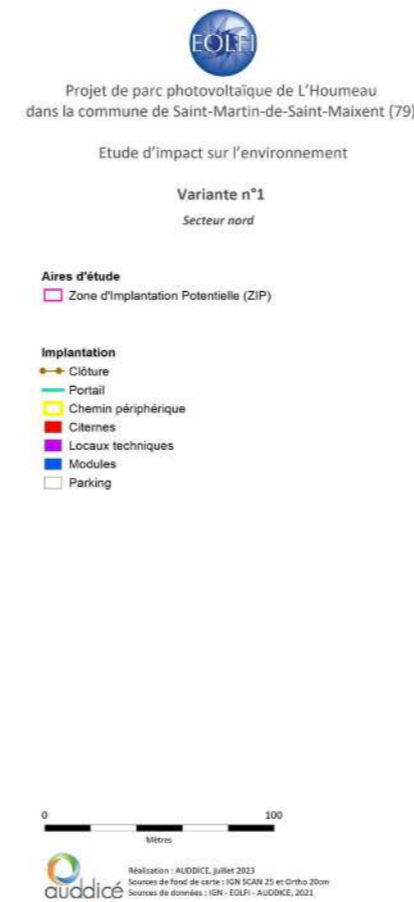 EOLFI
Projet de parc photovoltaïque de L'Houmeau
dans la commune de Saint-Martin-de-Saint-Maixent (79)
Etude d'impact sur l'environnement
Variante n°1
Secteur nord
Aires d'étude
Zone d'Implantation Potentielle (ZIP)
Implantation
Clôture
Portail
Chemin périphérique
Citernes
Locaux techniques
Modules
Parking
0 100
Mètres
auddicé
Réalisation : AUDDICE, juillet 2023
Sources de fond de carte : IGN SCAN 25 et Ortho 20cm
Sources de données : IGN - EOLFI - AUDDICE, 2021